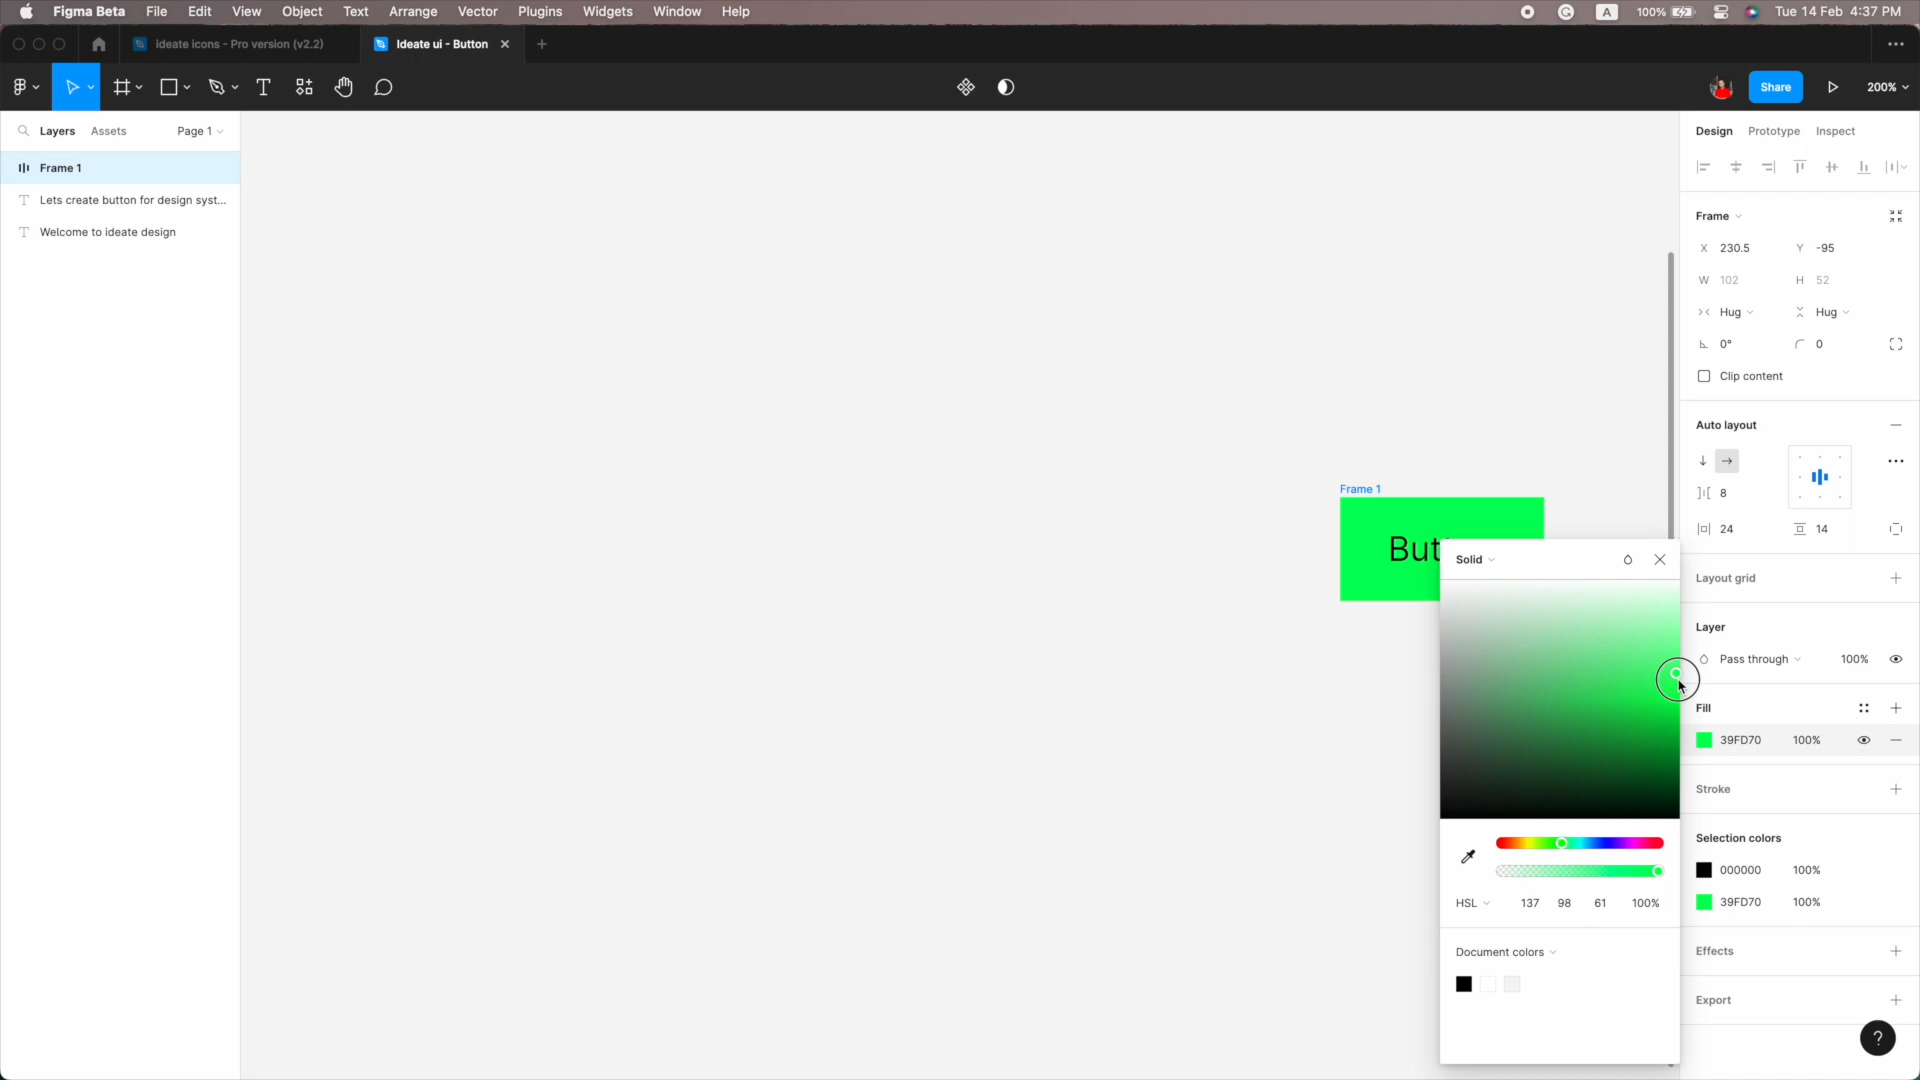 Figma Beta File Edit View Object Text Arrange Vector Plugins Widgets Window Help A 100% Tue 14 Feb 4:37 PM
ideate icons - Pro version (v2.2) Ideate ui - Button
T Share 200%
Layers Assets Page 1
Frame 1
T Lets create button for design syst...
T Welcome to ideate design
Frame 1
Butt
Design Prototype Inspect
Frame
X 230.5 Y -95
W 102 H 52
Hug Hug
0° 0
Clip content
Auto layout
8
24 14
Layout grid
Layer
Pass through 100%
Fill
39FD70 100%
Stroke
Selection colors
000000 100%
39FD70 100%
Effects
Export
?
Solid
HSL 137 98 61 100%
Document colors